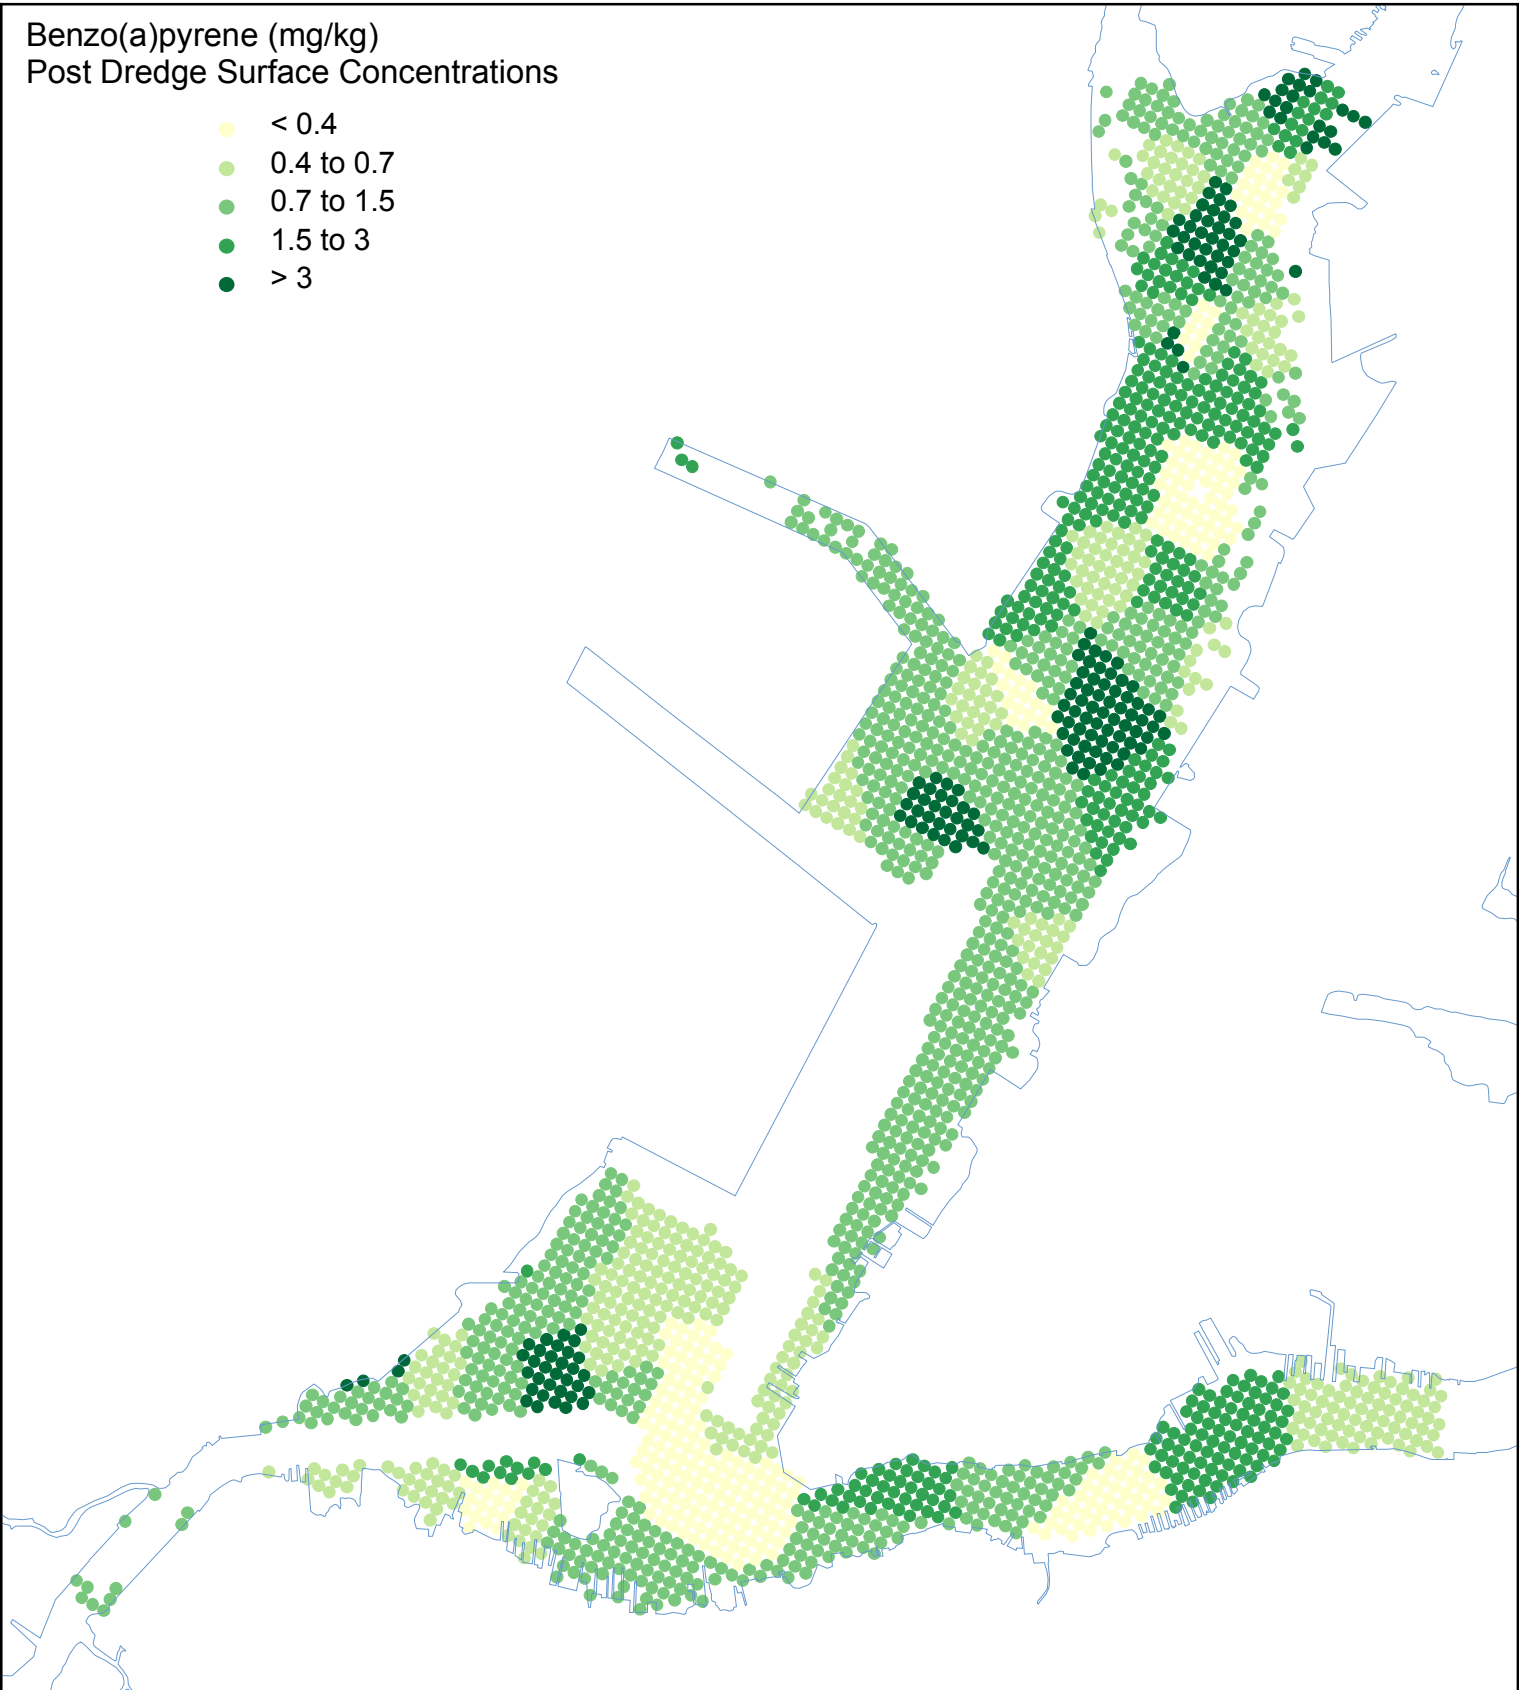 Benzo(a)pyrene (mg/kg)
Post Dredge Surface Concentrations
< 0.4
0.4 to 0.7
0.7 to 1.5
1.5 to 3
> 3